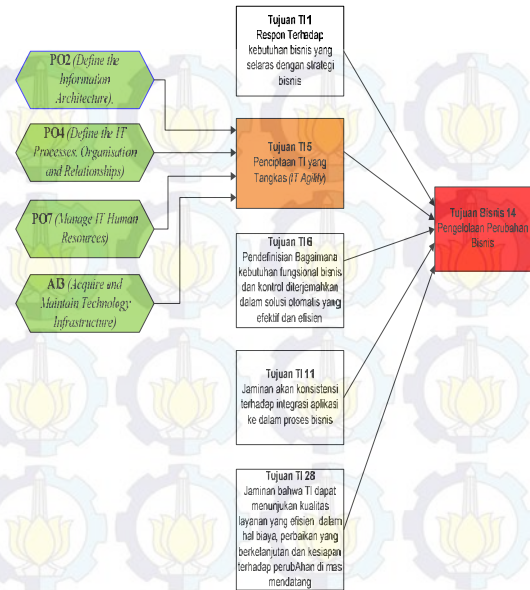 PO2 (Define the
Information
Architecture),
PO4 (Define the IT
Processes, Organisation
and Relationships)
PO7 (Manage IT Human
Resources)
AI3 (Acquire and
Maintain Technology
Infrastructure)
Tujuan TI 1
Respon Terhadap
kebutuhan bisnis yang
selaras dengan strategi
bisnis
Tujuan TI 5
Penciptaan TI yang
Tangkas (IT Agility)
Tujuan TI 6
Pendefinisian Bagaimana
kebutuhan fungsional bisnis
dan kontrol diterjemahkan
dalam solusi otomatis yang
efektif dan efisien
Tujuan TI 11
Jaminan akan konsistensi
terhadap integrasi aplikasi
ke dalam proses bisnis
Tujuan TI 28
Jaminan bahwa TI dapat
menunjukan kualitas
layanan yang efisien dalam
hal biaya, perbaikan yang
berkelanjutan dan kesiapan
terhadap perubAhan di mas
mendatang
Tujuan Bisnis 14
Pengelolaan Perubahan
Bisnis